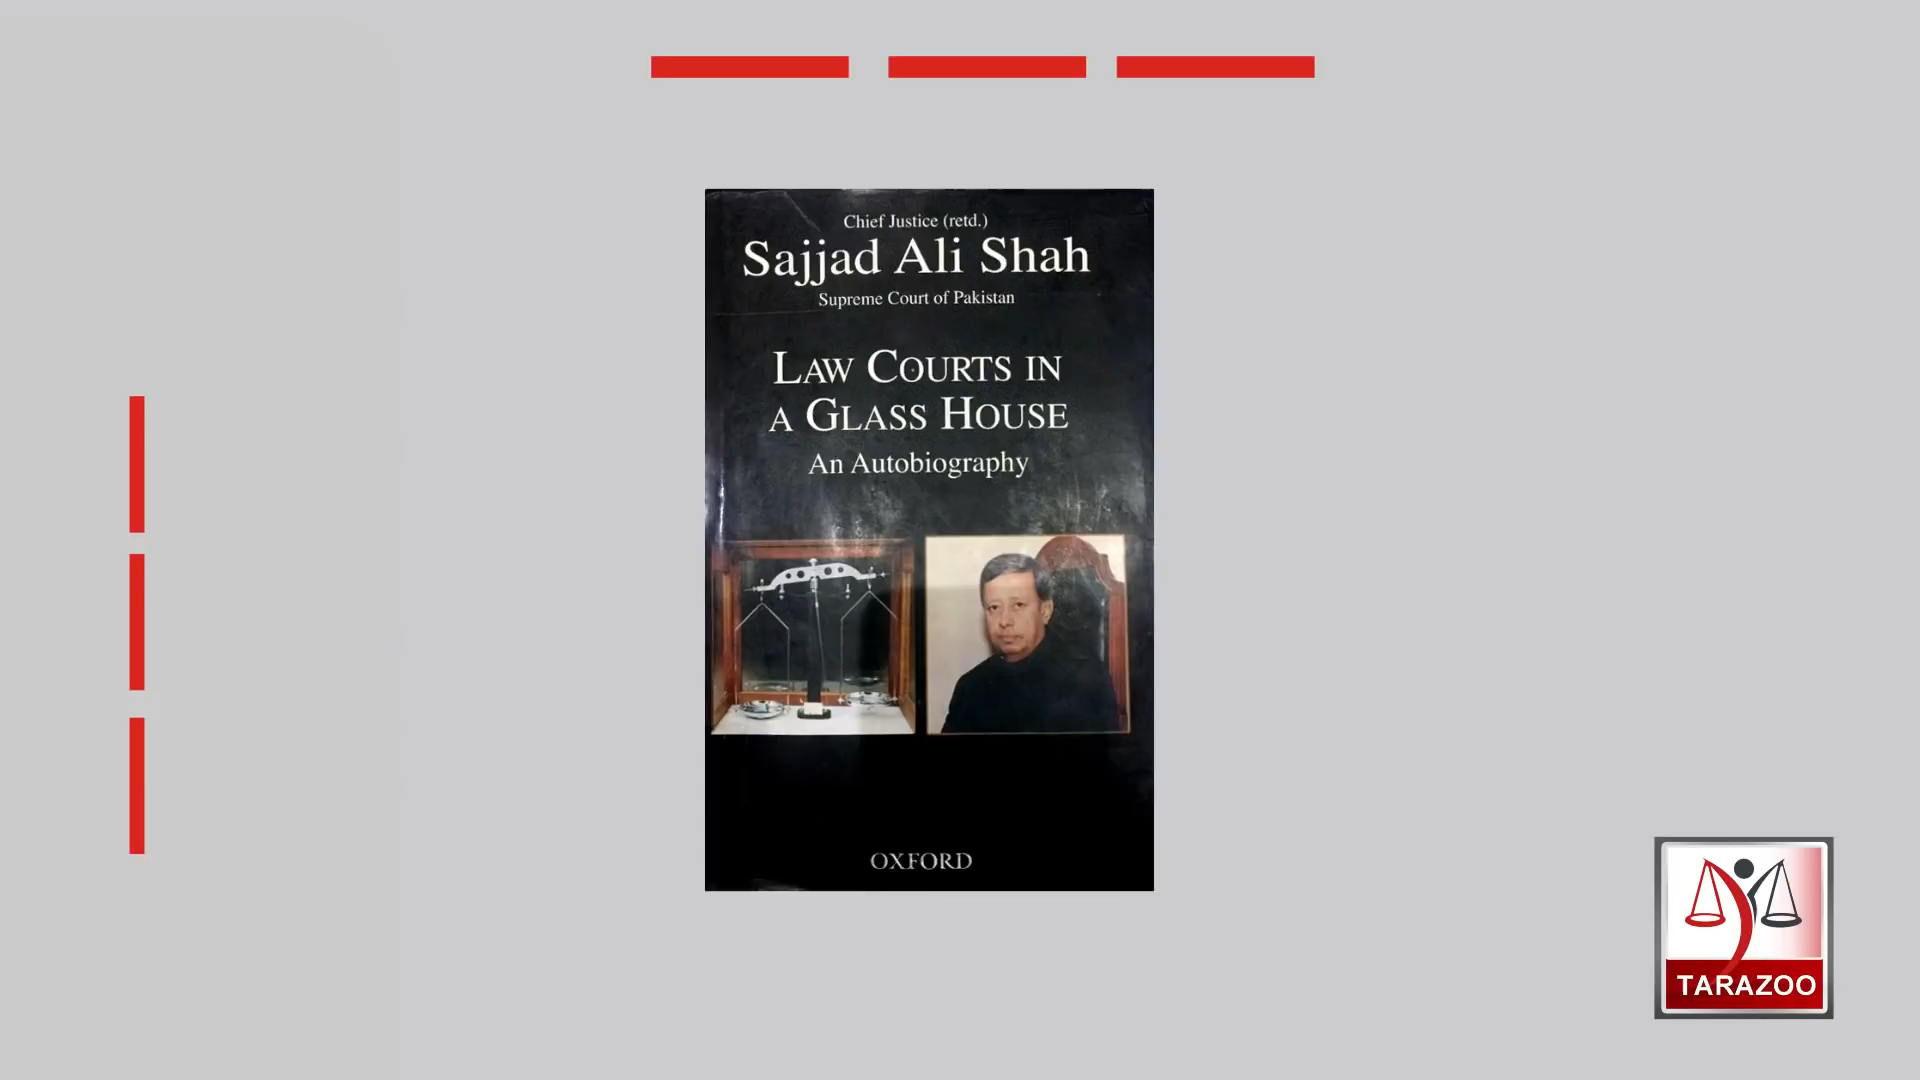 Chief Justice (retd.)
Sajjad Ali Shah
Supreme Court of Pakistan
LAW COURTS IN
A GLASS HOUSE
An Autobiography
OXFORD
TARAZOO